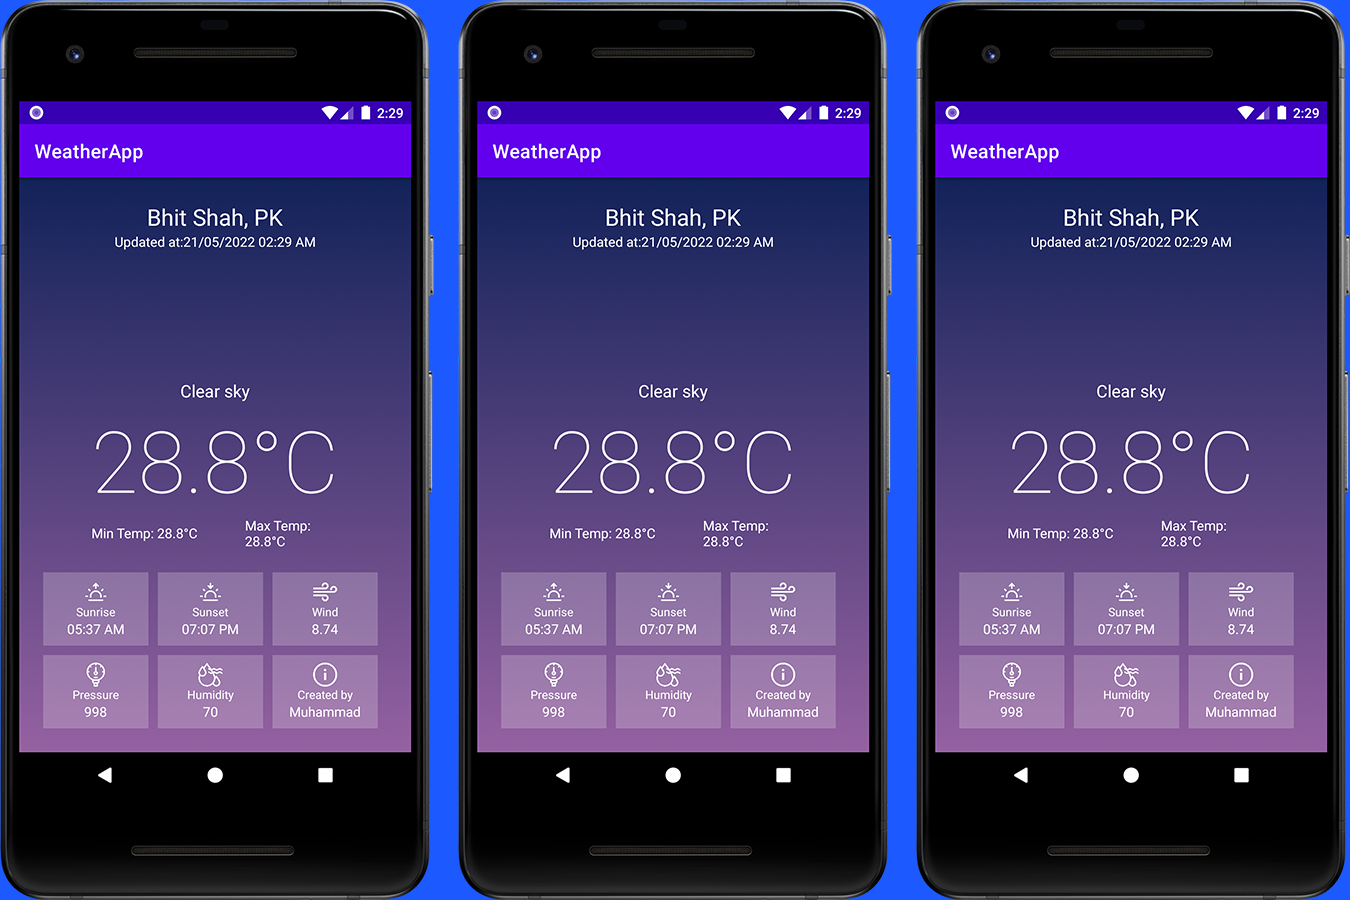 2:29
WeatherApp
Bhit Shah, PK
Updated at:21/05/2022 02:29 AM
Clear sky
28.8°C
Min Temp: 28.8°C
Max Temp:
28.8°C
Sunrise
05:37 AM
Sunset
07:07 PM
Wind
8.74
Pressure
998
Humidity
70
Created by
Muhammad
2:29
WeatherApp
Bhit Shah, PK
Updated at:21/05/2022 02:29 AM
Clear sky
28.8°C
Min Temp: 28.8°C
Max Temp:
28.8°C
Sunrise
05:37 AM
Sunset
07:07 PM
Wind
8.74
Pressure
998
Humidity
70
Created by
Muhammad
2:29
WeatherApp
Bhit Shah, PK
Updated at:21/05/2022 02:29 AM
Clear sky
28.8°C
Min Temp: 28.8°C
Max Temp:
28.8°C
Sunrise
05:37 AM
Sunset
07:07 PM
Wind
8.74
Pressure
998
Humidity
70
Created by
Muhammad